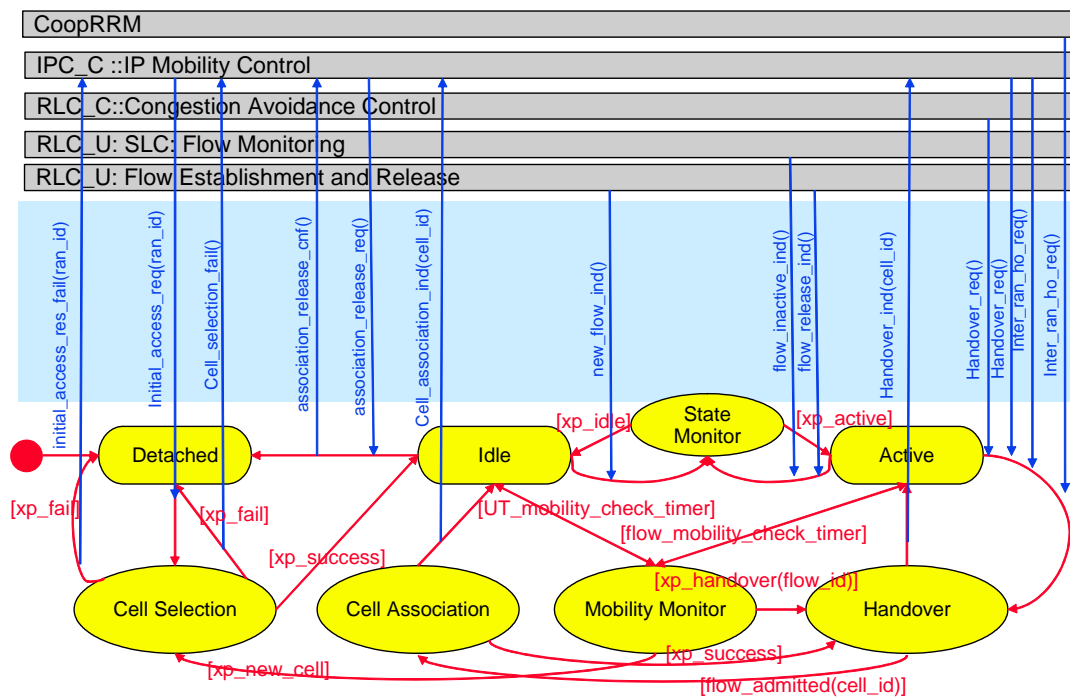 CoopRRM
IPC_C ::IP Mobility Control
RLC_C::Congestion Avoidance Control
RLC_U: SLC: Flow Monitoring
RLC_U: Flow Establishment and Release
initial_access_res_fail(ran_id)
Initial_access_req(ran_id)
Cell_selection_fail()
association_release_cnf()
association_release_req()
Cell_association_ind(cell_id)
new_flow_ind()
flow_inactive_ind()
flow_release_ind()
Handover_ind(cell_id)
Handover_req()
Handover_req()
Inter_ran_ho_req()
Inter_ran_ho_req()
State
Monitor
[xp_idle]
[xp_active]
Detached
Idle
Active
[xp_fail]
[xp_fail]
[UT_mobility_check_timer]
[flow_mobility_check_timer]
[xp_success]
[xp_handover(flow_id)]
Cell Selection
Cell Association
Mobility Monitor
Handover
[xp_new_cell]
[xp_success]
[flow_admitted(cell_id)]